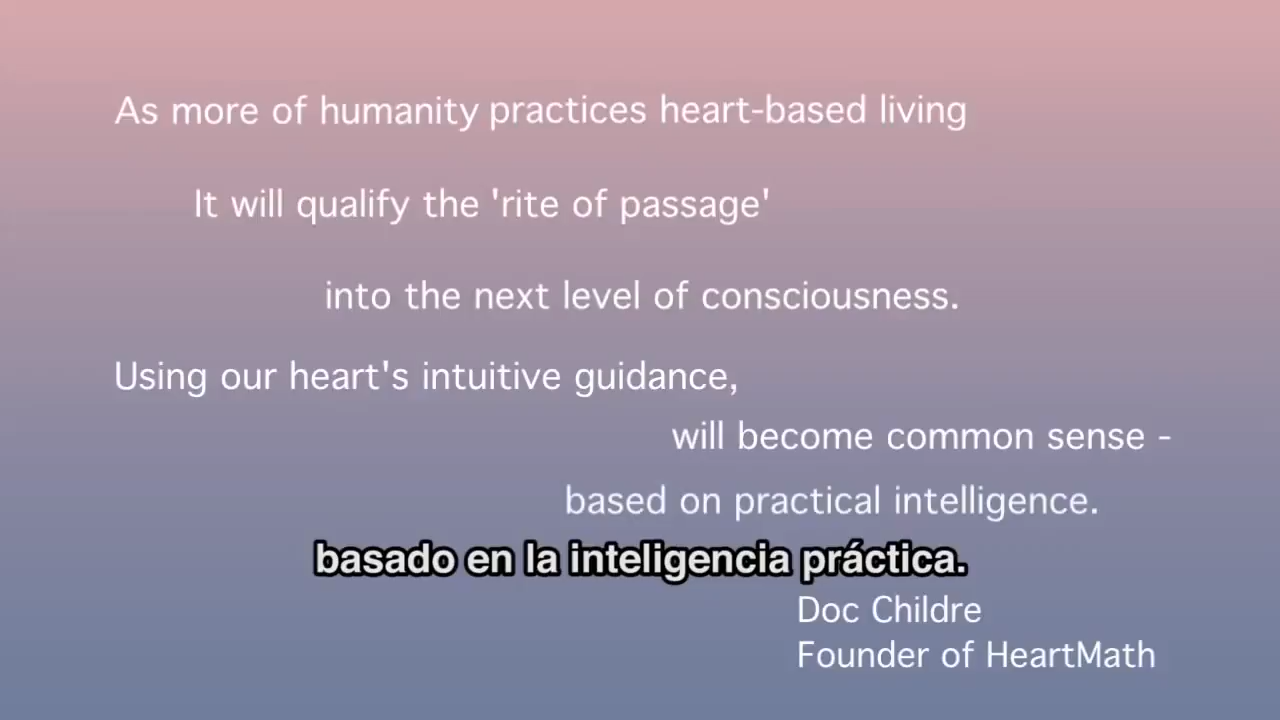 As more of humanity practices heart-based living
It will qualify the 'rite of passage'
into the next level of consciousness.
Using our heart's intuitive guidance,
will become common sense -
based on practical intelligence.
basado en la inteligencia práctica.
Doc Childre
Founder of HeartMath